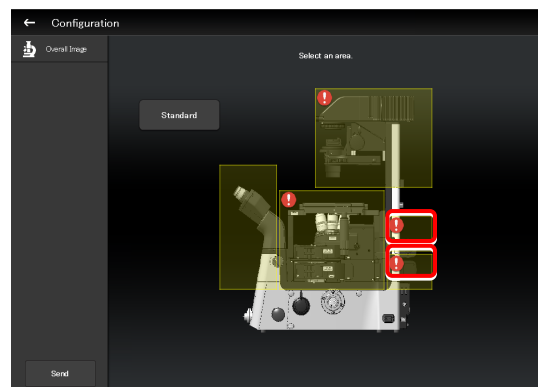 ← Configuration
Overall Image
Select an area.
Standard
!
!
!
!
Send